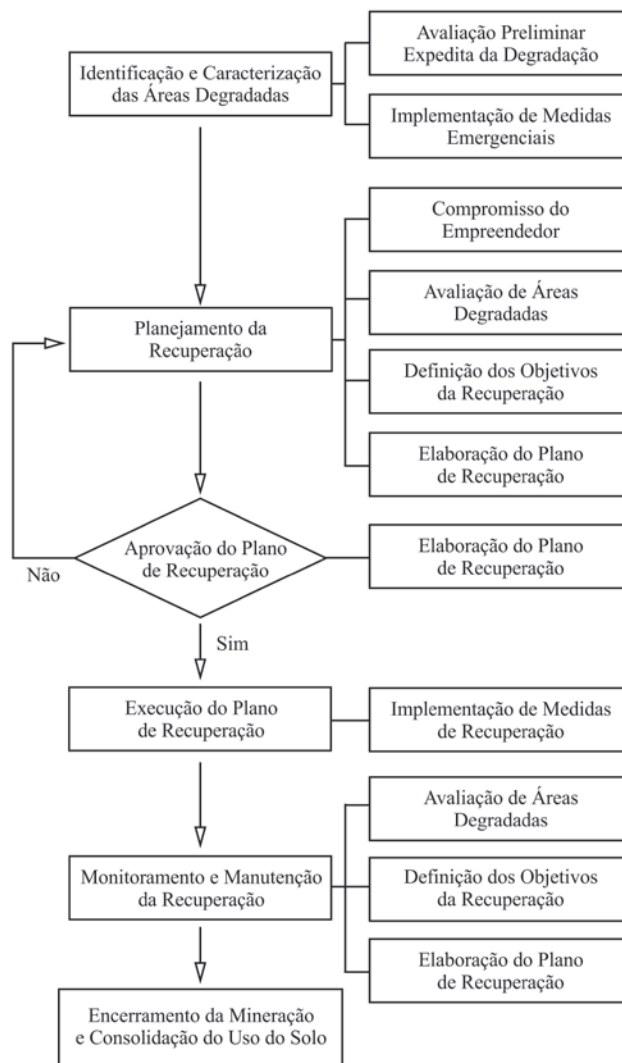 Avaliação Preliminar
Expedita da Degradação
Identificação e Caracterização
das Áreas Degradadas
Implementação de Medidas
Emergenciais
Compromisso do
Empreendedor
Avaliação de Áreas
Degradadas
Planejamento da
Recuperação
Definição dos Objetivos
da Recuperação
Elaboração do Plano
de Recuperação
Aprovação do Plano
de Recuperação
Elaboração do Plano
de Recuperação
Não
Sim
Execução do Plano
de Recuperação
Implementação de Medidas
de Recuperação
Avaliação de Áreas
Degradadas
Monitoramento e Manutenção
da Recuperação
Definição dos Objetivos
da Recuperação
Elaboração do Plano
de Recuperação
Encerramento da Mineração
e Consolidação do Uso do Solo